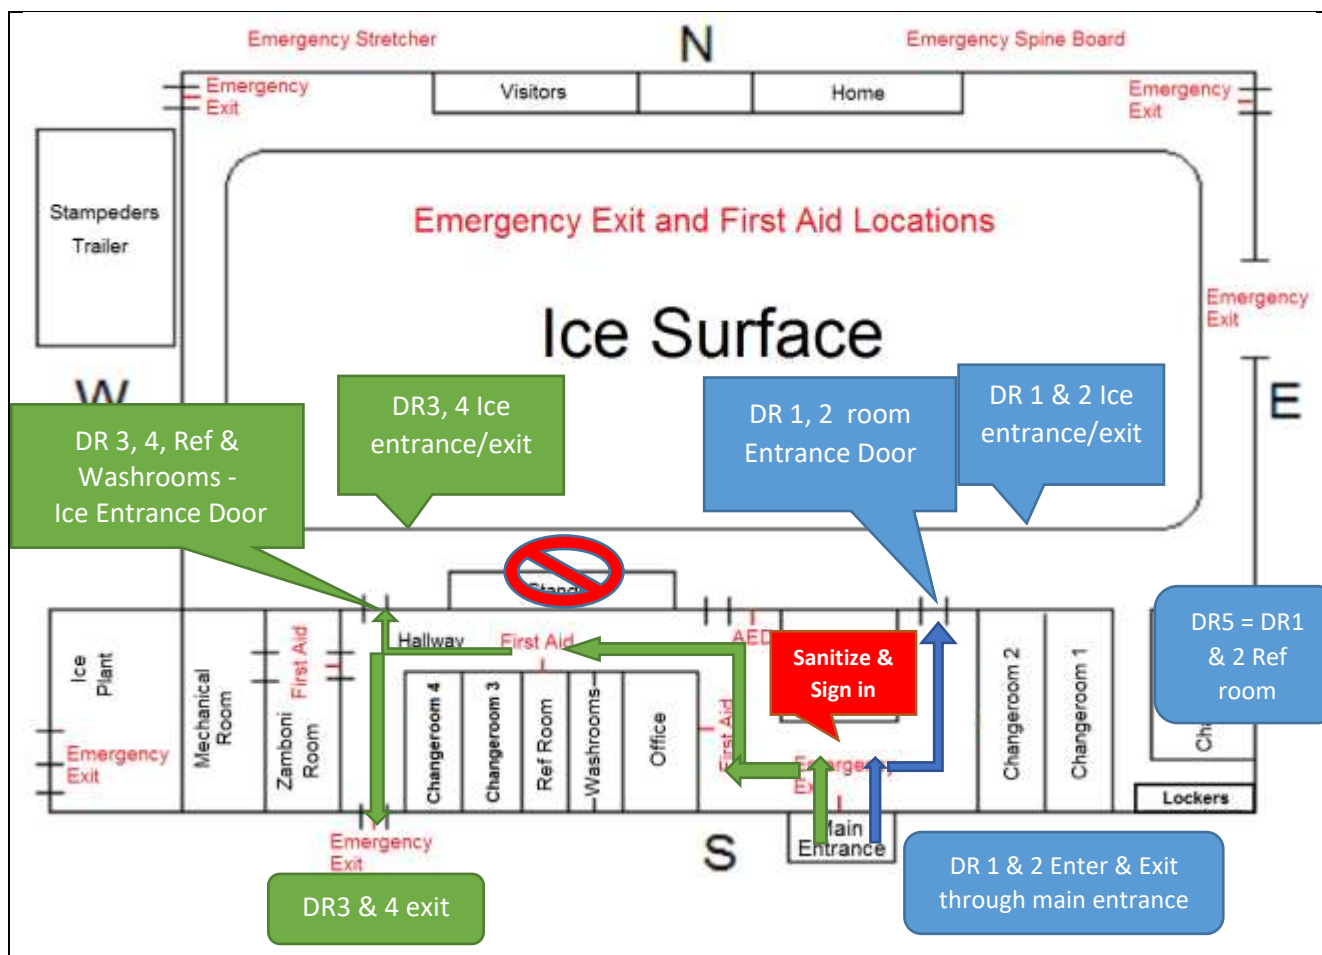 N
Emergency Stretcher
Emergency Spine Board
Emergency
Exit
Visitors
Home
Emergency
Exit
Stampeders
Trailer
Emergency Exit and First Aid Locations
Emergency
Exit
Ice Surface
W
E
DR 3, 4, Ref &
Washrooms -
Ice Entrance Door
DR3, 4 Ice
entrance/exit
DR 1, 2 room
Entrance Door
DR 1 & 2 Ice
entrance/exit
DR5 = DR1
& 2 Ref
room
Hallway
First Aid
AED
Sanitize &
Sign in
Ice
Plant
Mechanical
Room
Zamboni
Room
First Aid
Changeroom 4
Changeroom 3
Ref Room
Washrooms
Office
First Aid
Emergency
Changeroom 2
Changeroom 1
Lockers
Emergency
Exit
Emergency
Exit
S
Main
Entrance
DR3 & 4 exit
DR 1 & 2 Enter & Exit
through main entrance